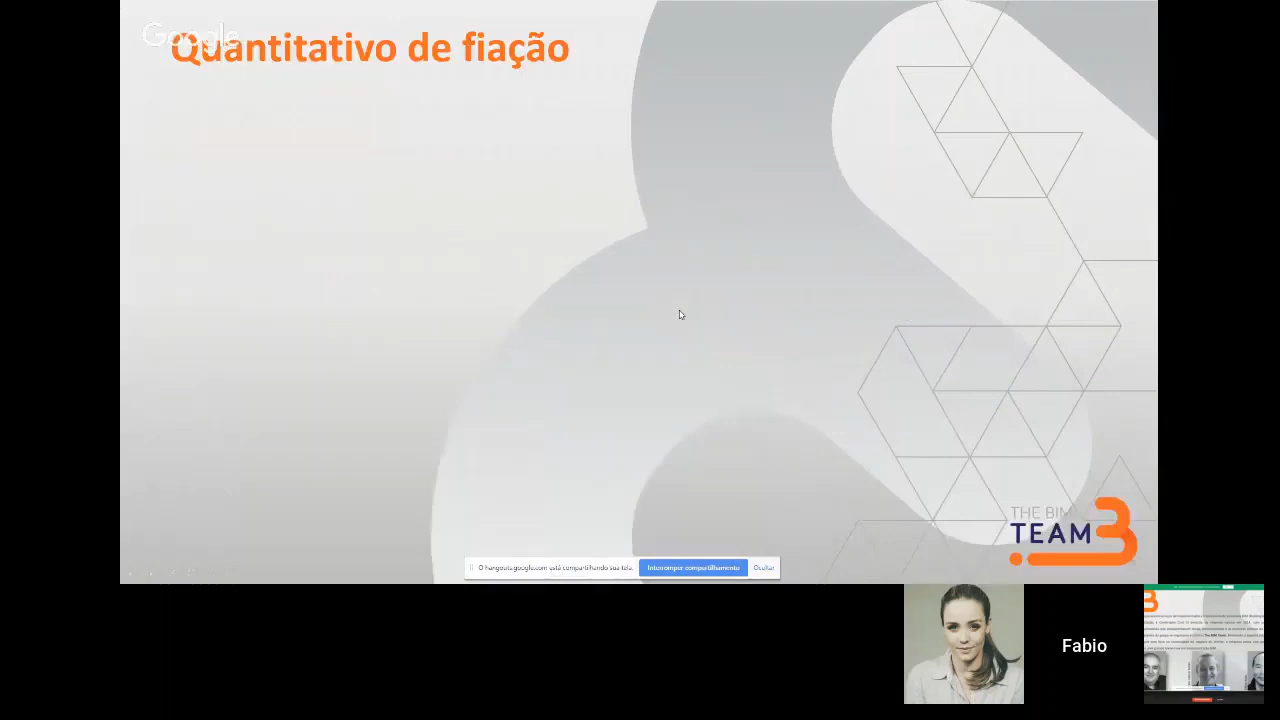 Google
Quantitativo de fiação
THE BIM
TEAM
O hangouts.google.com está compartilhando sua tela.
Interromper compartilhamento
Ocultar
Fabio